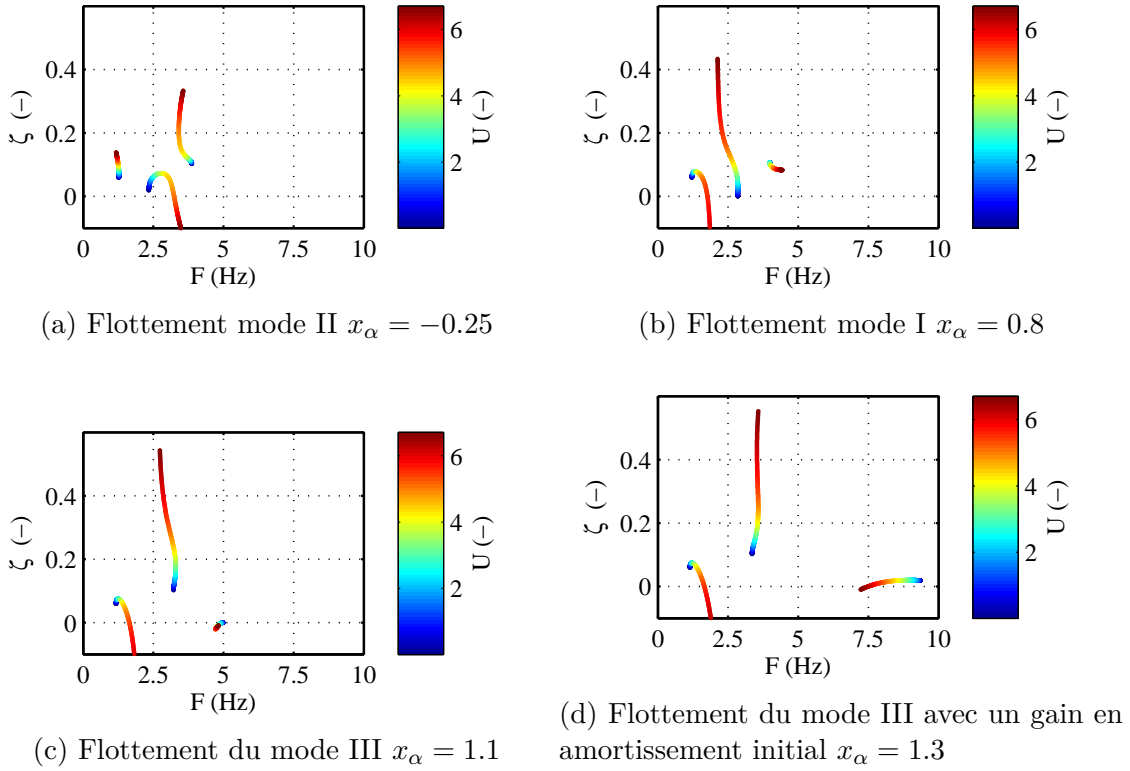 0.4
0.2
0
ζ (−)
0 2.5 5 7.5 10
F (Hz)
6
4
2
U (−)
(a) Flottement mode II xα = −0.25
0.4
0.2
0
ζ (−)
0 2.5 5 7.5 10
F (Hz)
6
4
2
U (−)
(b) Flottement mode I xα = 0.8
0.4
0.2
0
ζ (−)
0 2.5 5 7.5 10
F (Hz)
6
4
2
U (−)
(c) Flottement du mode III xα = 1.1
0.4
0.2
0
ζ (−)
0 2.5 5 7.5 10
F (Hz)
6
4
2
U (−)
(d) Flottement du mode III avec un gain en
amortissement initial xα = 1.3